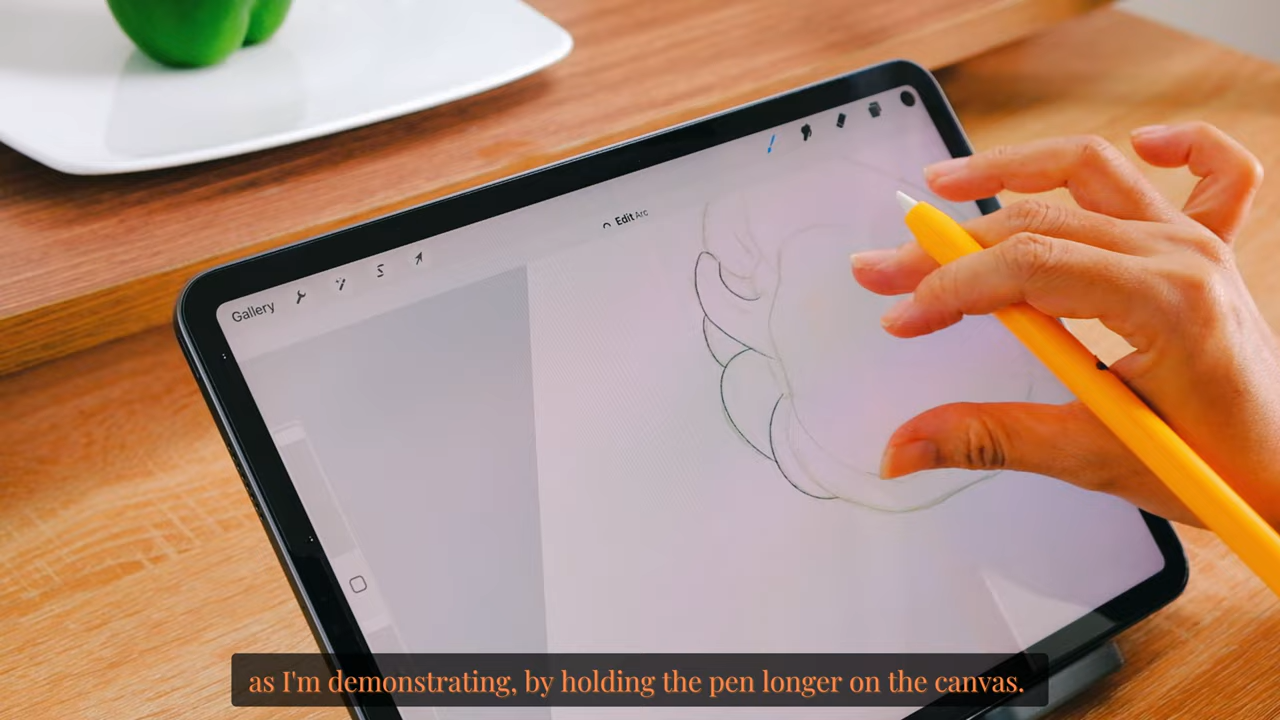 Edit Arc
Gallery
as I'm demonstrating, by holding the pen longer on the canvas.